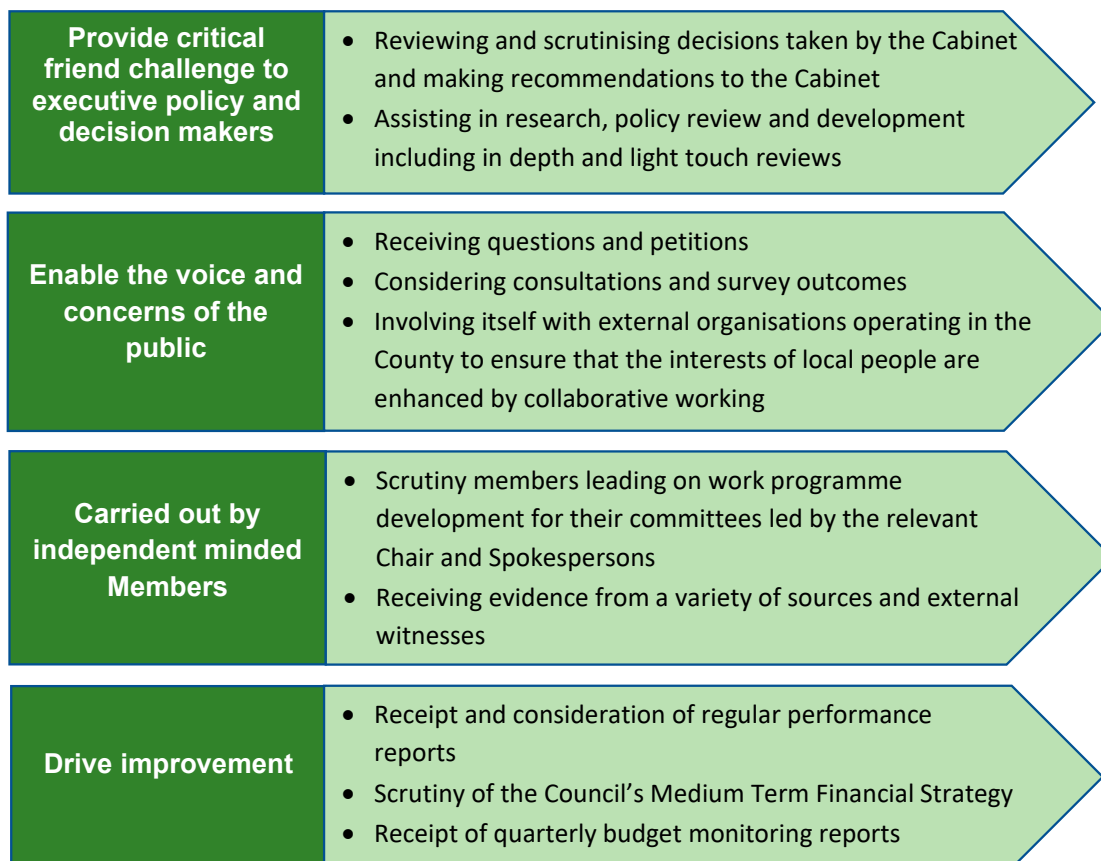 Provide critical
friend challenge to
executive policy and
decision makers
• Reviewing and scrutinising decisions taken by the Cabinet
and making recommendations to the Cabinet
• Assisting in research, policy review and development
including in depth and light touch reviews
Enable the voice and
concerns of the
public
• Receiving questions and petitions
• Considering consultations and survey outcomes
• Involving itself with external organisations operating in the
County to ensure that the interests of local people are
enhanced by collaborative working
Carried out by
independent minded
Members
• Scrutiny members leading on work programme
development for their committees led by the relevant
Chair and Spokespersons
• Receiving evidence from a variety of sources and external
witnesses
Drive improvement
• Receipt and consideration of regular performance
reports
• Scrutiny of the Council’s Medium Term Financial Strategy
• Receipt of quarterly budget monitoring reports